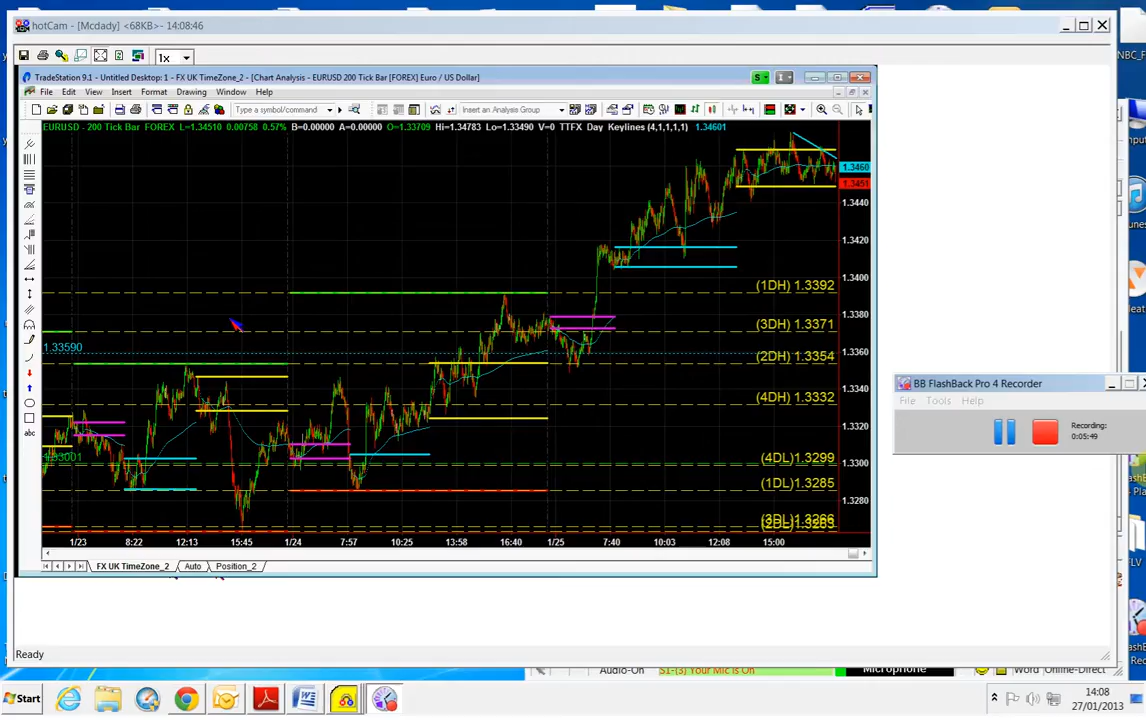 hotCam - [Mcdady] <68KB> - 14:08:46
1x
TradeStation 9.1 - Untitled Desktop: 1 - FX UK TimeZone_2 - [Chart Analysis - EURUSD 200 Tick Bar [FOREX] Euro / US Dollar]
File Edit View Insert Format Drawing Window Help
Type a symbol/command
Insert an Analysis Group
EURUSD - 200 Tick Bar FOREX L=1.34510 0.00758 0.57% B=0.00000 A=0.00000 O=1.33709 Hi=1.34783 Lo=1.33490 V=0 TTFX Day Keylines (4,1,1,1,1) 1.34601
1.3460
1.3451
1.3440
1.3420
1.3400
(1DH) 1.3392
1.3380
(3DH) 1.3371
1.33590
1.3360
(2DH) 1.3354
1.3340
(4DH) 1.3332
1.3320
1.33001
(4DL) 1.3299
1.3300
(1DL) 1.3285
1.3280
1/23 8:22 12:13 15:45 1/24 7:57 10:25 13:58 16:40 1/25 7:40 10:03 12:08 15:00
abc
FX UK TimeZone_2 Auto Position_2
BB FlashBack Pro 4 Recorder
File Tools Help
Recording:
0:05:49
Ready
Audio-On S1-(3) Your Mic is On Microphone Word Online-Direct
Start
14:08
27/01/2013